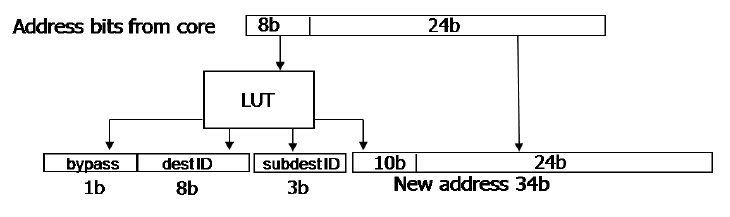 Address bits from core 8b 24b
LUT
bypass destID subdestID 10b 24b
1b 8b 3b New address 34b